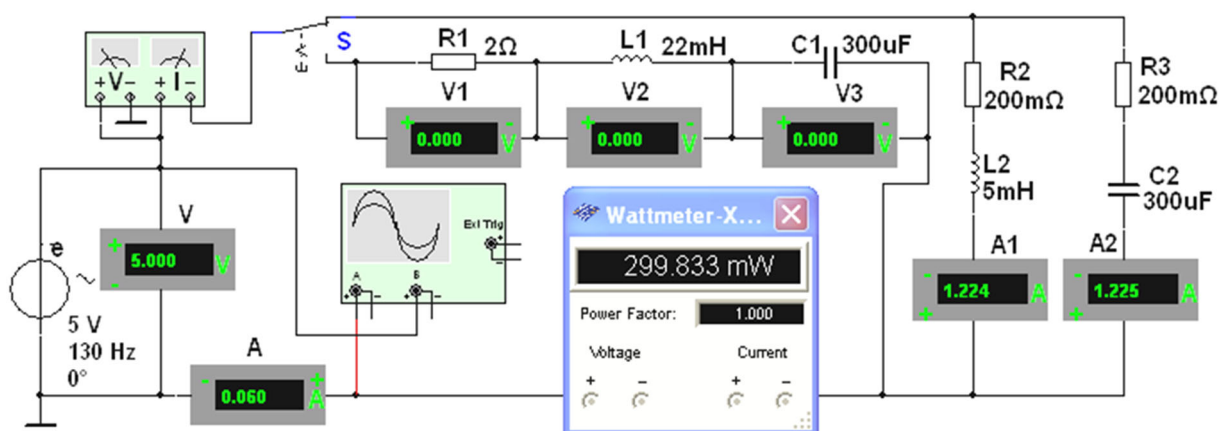 V
I
+ - + -
S
R1
2Ω
L1
22mH
C1
300uF
V1
+ -
0.000 V
V2
+ -
0.000 V
V3
+ -
0.000 V
R2
200mΩ
R3
200mΩ
L2
5mH
C2
300uF
A1
-
1.224 A
+
A2
-
1.225 A
+
e
V
+
5.000 V
-
5 V
130 Hz
0°
A
- +
0.060 A
Ext Trig
+
-
A B
+ - + -
Wattmeter-X...
299.833 mW
Power Factor: 1.000
Voltage Current
+ - + -